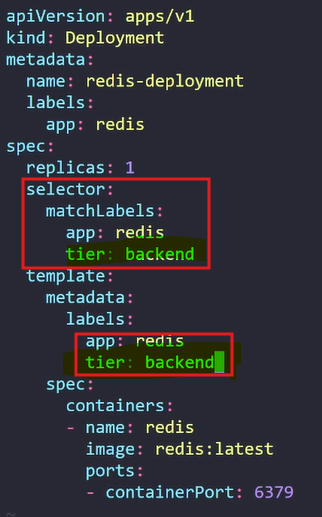 apiVersion: apps/v1
kind: Deployment
metadata:
  name: redis-deployment
  labels:
    app: redis
spec:
  replicas: 1
  selector:
    matchLabels:
      app: redis
      tier: backend
  template:
    metadata:
      labels:
        app: redis
        tier: backend
    spec:
      containers:
      - name: redis
        image: redis:latest
        ports:
        - containerPort: 6379
~